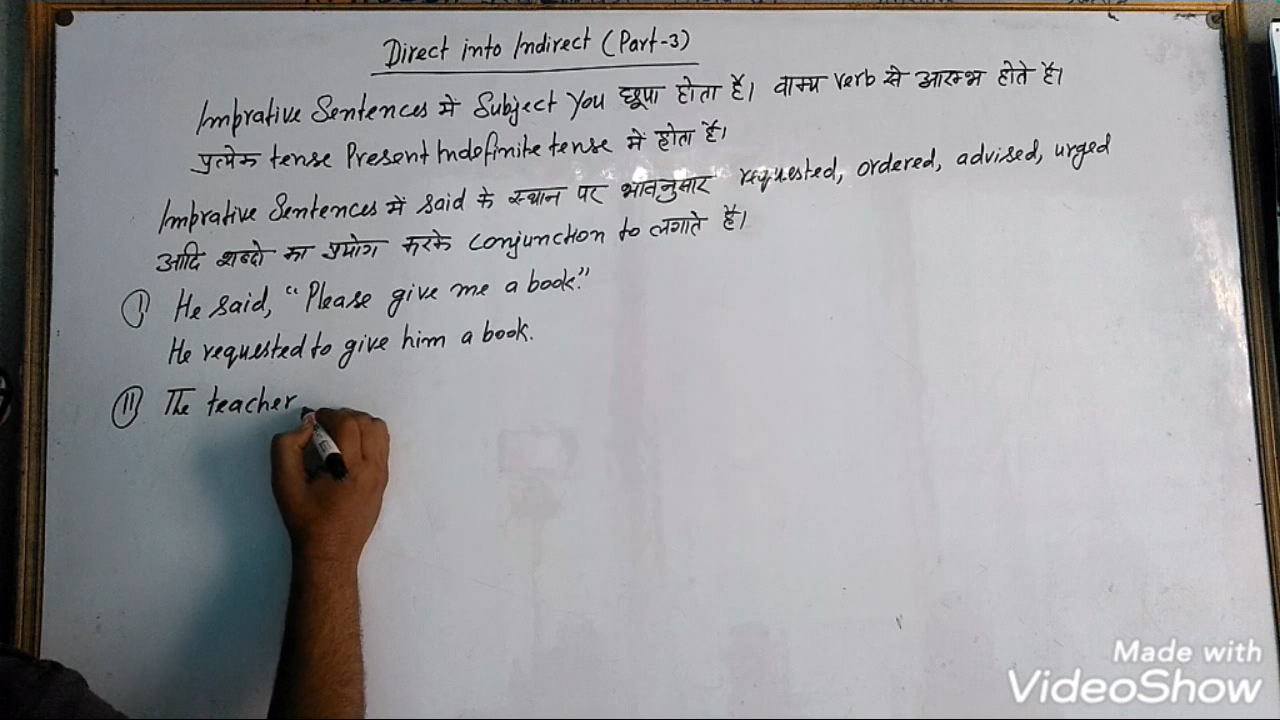 Direct into Indirect (Part-3)
Imprative Sentences में Subject You छूपा होता है। वाक्य verb से आरम्भ होते है।
प्रत्येक tense Present Indefinite tense में होता है।
Imprative Sentences में said के स्थान पर भावनुसार requested, ordered, advised, urged
आदि शब्दो का प्रयोग करके conjunction to लगाते है।
(I) He said, "Please give me a book."
He requested to give him a book.
(II) The teacher
Made with
VideoShow